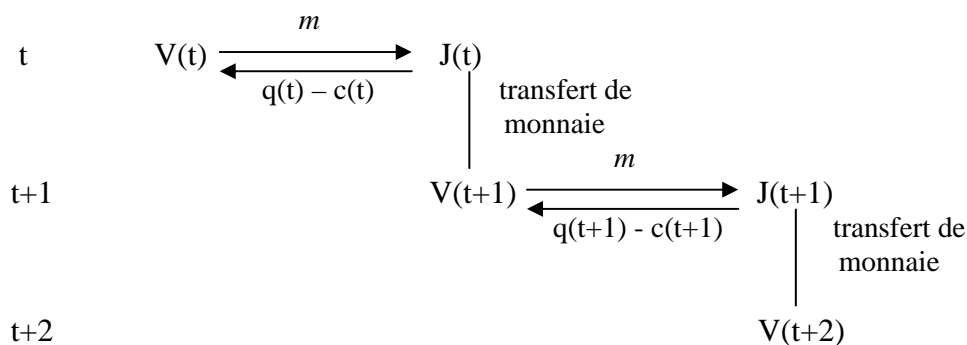 m
t V(t) J(t)
q(t) – c(t)
transfert de
monnaie
m
t+1 V(t+1) J(t+1)
q(t+1) - c(t+1)
transfert de
monnaie
t+2 V(t+2)